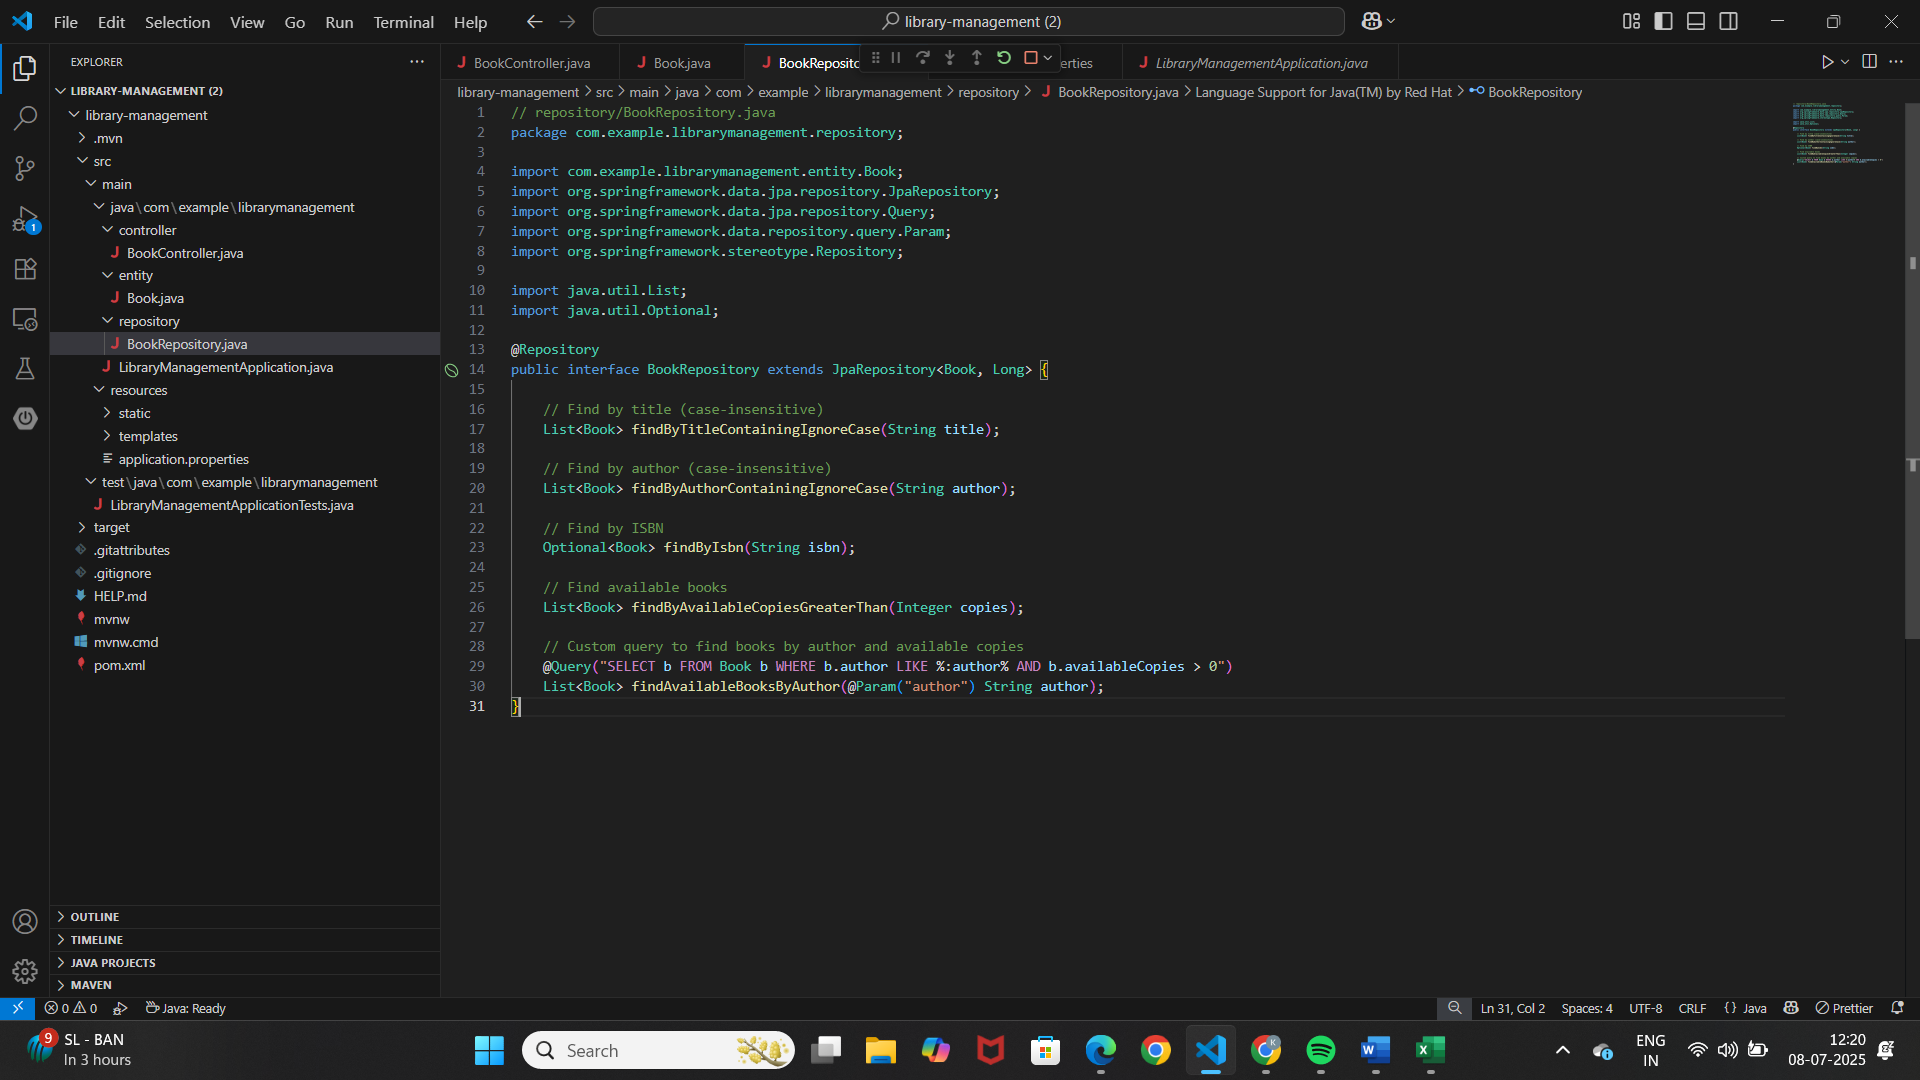 File Edit Selection View Go Run Terminal Help
library-management (2)
EXPLORER
LIBRARY-MANAGEMENT (2)
library-management
.mvn
src
main
java\com\example\librarymanagement
controller
BookController.java
entity
Book.java
repository
BookRepository.java
LibraryManagementApplication.java
resources
static
templates
application.properties
test\java\com\example\librarymanagement
LibraryManagementApplicationTests.java
target
.gitattributes
.gitignore
HELP.md
mvnw
mvnw.cmd
pom.xml
OUTLINE
TIMELINE
JAVA PROJECTS
MAVEN
1
BookController.java Book.java BookReposito erties LibraryManagementApplication.java
library-management > src > main > java > com > example > librarymanagement > repository > BookRepository.java > Language Support for Java(TM) by Red Hat > BookRepository
1 // repository/BookRepository.java
2 package com.example.librarymanagement.repository;
3
4 import com.example.librarymanagement.entity.Book;
5 import org.springframework.data.jpa.repository.JpaRepository;
6 import org.springframework.data.jpa.repository.Query;
7 import org.springframework.data.repository.query.Param;
8 import org.springframework.stereotype.Repository;
9
10 import java.util.List;
11 import java.util.Optional;
12
13 @Repository
14 public interface BookRepository extends JpaRepository<Book, Long> {
15
16 // Find by title (case-insensitive)
17 List<Book> findByTitleContainingIgnoreCase(String title);
18
19 // Find by author (case-insensitive)
20 List<Book> findByAuthorContainingIgnoreCase(String author);
21
22 // Find by ISBN
23 Optional<Book> findByIsbn(String isbn);
24
25 // Find available books
26 List<Book> findByAvailableCopiesGreaterThan(Integer copies);
27
28 // Custom query to find books by author and available copies
29 @Query("SELECT b FROM Book b WHERE b.author LIKE %:author% AND b.availableCopies > 0")
30 List<Book> findAvailableBooksByAuthor(@Param("author") String author);
31 }
0 0 Java: Ready
Ln 31, Col 2 Spaces: 4 UTF-8 CRLF {} Java Prettier
9 SL - BAN
In 3 hours
Search
ENG
IN
12:20
08-07-2025